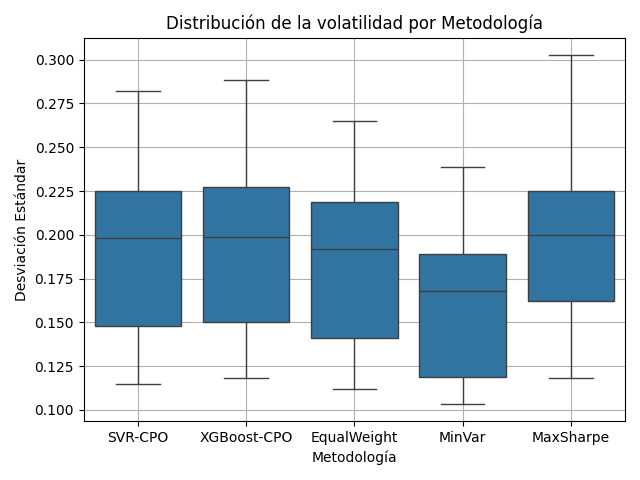 Distribución de la volatilidad por Metodología
Desviación Estándar
0.300
0.275
0.250
0.225
0.200
0.175
0.150
0.125
0.100
SVR-CPO XGBoost-CPO EqualWeight MinVar MaxSharpe
Metodología